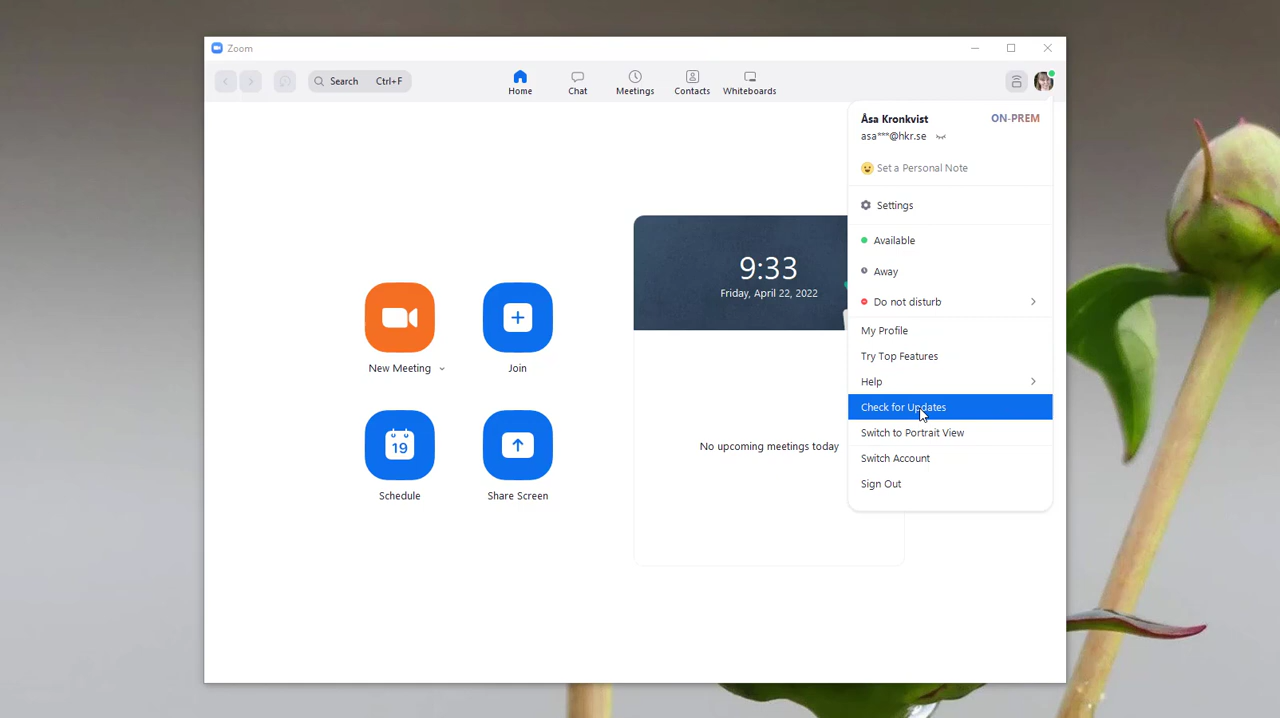 Zoom
Search Ctrl+F
Home
Chat
Meetings
Contacts
Whiteboards
Åsa Kronkvist ON-PREM
asa***@hkr.se
Set a Personal Note
Settings
Available
Away
Do not disturb
My Profile
Try Top Features
Help
Check for Updates
Switch to Portrait View
Switch Account
Sign Out
9:33
Friday, April 22, 2022
No upcoming meetings today
New Meeting
Join
19
Schedule
Share Screen